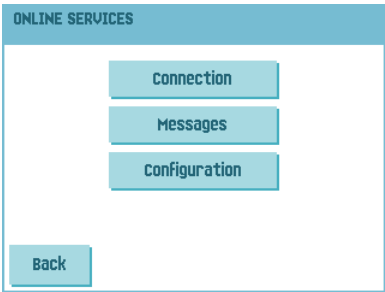 ONLINE SERVICES
Connection
Messages
Configuration
Back